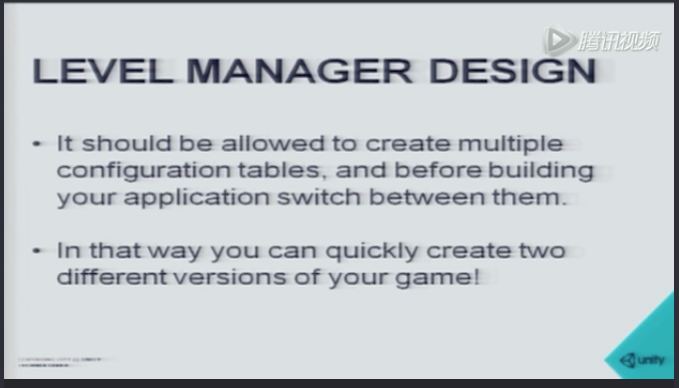 腾讯视频
LEVEL MANAGER DESIGN
• It should be allowed to create multiple
configuration tables, and before building
your application switch between them.
• In that way you can quickly create two
different versions of your game!
unity